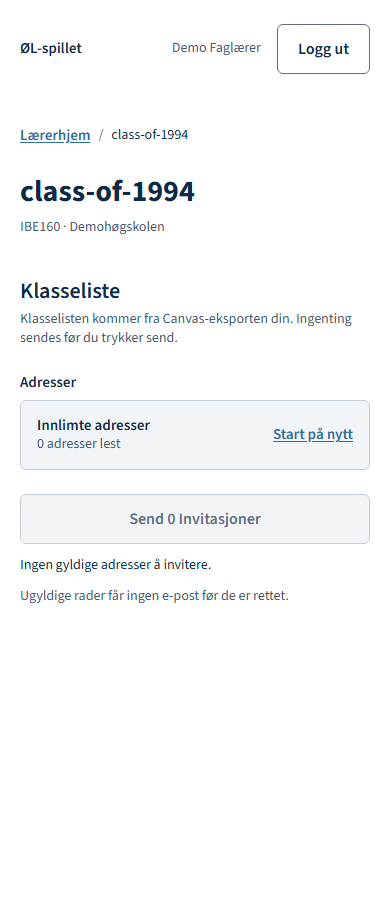 ØL-spillet
Demo Faglærer
Logg ut
Lærerhjem / class-of-1994
class-of-1994
IBE160 · Demohøgskolen
Klasseliste
Klasselisten kommer fra Canvas-eksporten din. Ingenting
sendes før du trykker send.
Adresser
Innlimte adresser
0 adresser lest
Start på nytt
Send 0 Invitasjoner
Ingen gyldige adresser å invitere.
Ugyldige rader får ingen e-post før de er rettet.